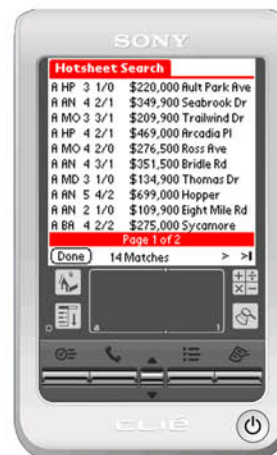 SONY
Hotsheet Search
A HP 3 1/0 $220,000 Ault Park Ave
A AN 4 2/1 $349,900 Seabrook Dr
A MO 3 3/1 $209,900 Trailwind Dr
A HP 4 2/1 $469,000 Arcadia Pl
A MO 4 2/0 $276,500 Ross Ave
A AN 4 3/1 $351,500 Bridle Rd
A MD 3 1/0 $134,900 Thomas Dr
A AN 5 4/2 $699,000 Hopper
A AN 2 1/0 $109,900 Eight Mile Rd
A BA 4 2/2 $275,000 Sycamore
Page 1 of 2
Done 14 Matches > >|
a 1
CLIÉ